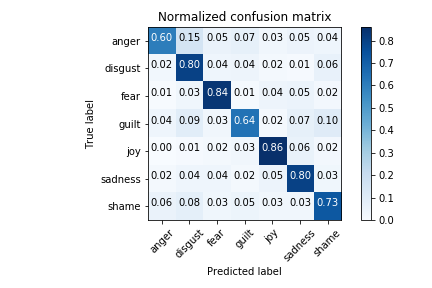 Normalized confusion matrix
anger 0.60 0.15 0.05 0.07 0.03 0.05 0.04
disgust 0.02 0.80 0.04 0.04 0.02 0.01 0.06
fear 0.01 0.03 0.84 0.01 0.04 0.05 0.02
guilt 0.04 0.09 0.03 0.64 0.02 0.07 0.10
joy 0.00 0.01 0.02 0.03 0.86 0.06 0.02
sadness 0.02 0.04 0.04 0.02 0.05 0.80 0.03
shame 0.06 0.08 0.03 0.05 0.03 0.03 0.73
True label
anger disgust fear guilt joy sadness shame
Predicted label
0.8
0.7
0.6
0.5
0.4
0.3
0.2
0.1
0.0